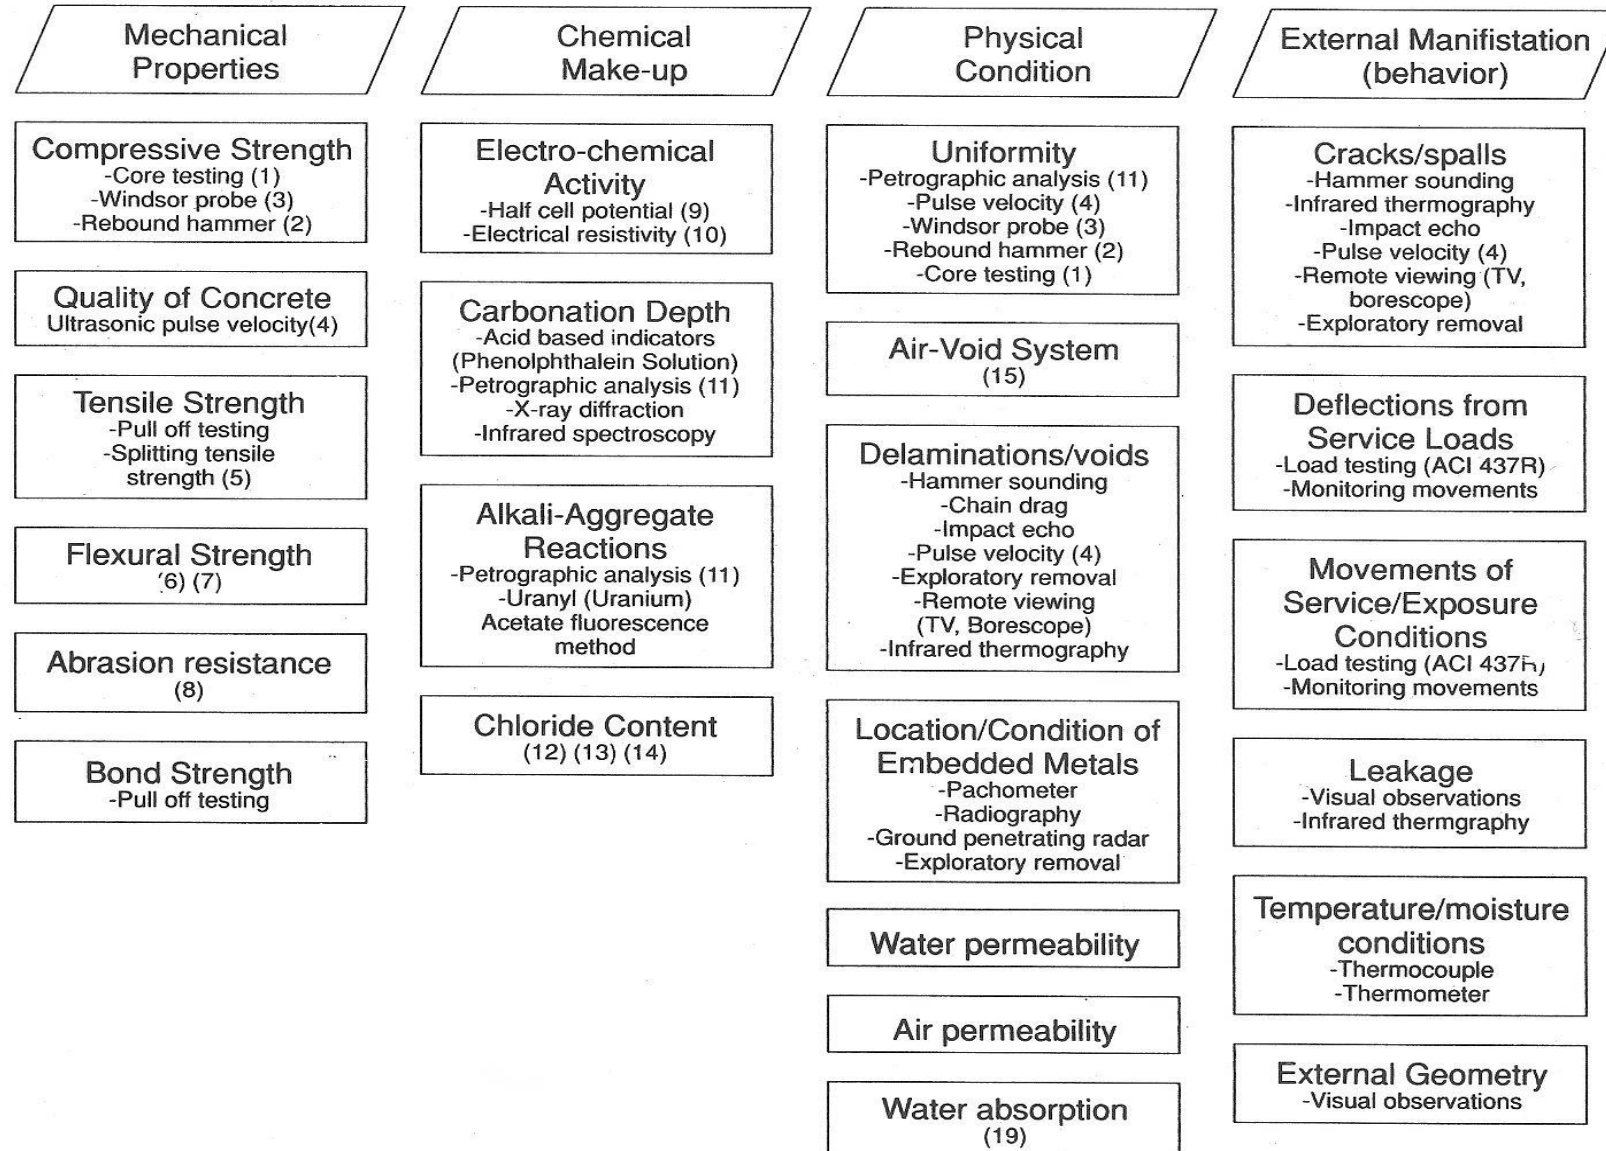 Mechanical
Properties
Compressive Strength
-Core testing (1)
-Windsor probe (3)
-Rebound hammer (2)
Quality of Concrete
Ultrasonic pulse velocity(4)
Tensile Strength
-Pull off testing
-Splitting tensile
strength (5)
Flexural Strength
(6) (7)
Abrasion resistance
(8)
Bond Strength
-Pull off testing
Chemical
Make-up
Electro-chemical
Activity
-Half cell potential (9)
-Electrical resistivity (10)
Carbonation Depth
-Acid based indicators
(Phenolphthalein Solution)
-Petrographic analysis (11)
-X-ray diffraction
-Infrared spectroscopy
Alkali-Aggregate
Reactions
-Petrographic analysis (11)
-Uranyl (Uranium)
Acetate fluorescence
method
Chloride Content
(12) (13) (14)
Physical
Condition
Uniformity
-Petrographic analysis (11)
-Pulse velocity (4)
-Windsor probe (3)
-Rebound hammer (2)
-Core testing (1)
Air-Void System
(15)
Delaminations/voids
-Hammer sounding
-Chain drag
-Impact echo
-Pulse velocity (4)
-Exploratory removal
-Remote viewing
(TV, Borescope)
-Infrared thermography
Location/Condition of
Embedded Metals
-Pachometer
-Radiography
-Ground penetrating radar
-Exploratory removal
Water permeability
Air permeability
Water absorption
(19)
External Manifistation
(behavior)
Cracks/spalls
-Hammer sounding
-Infrared thermography
-Impact echo
-Pulse velocity (4)
-Remote viewing (TV,
borescope)
-Exploratory removal
Deflections from
Service Loads
-Load testing (ACI 437R)
-Monitoring movements
Movements of
Service/Exposure
Conditions
-Load testing (ACI 437R)
-Monitoring movements
Leakage
-Visual observations
-Infrared thermgraphy
Temperature/moisture
conditions
-Thermocouple
-Thermometer
External Geometry
-Visual observations